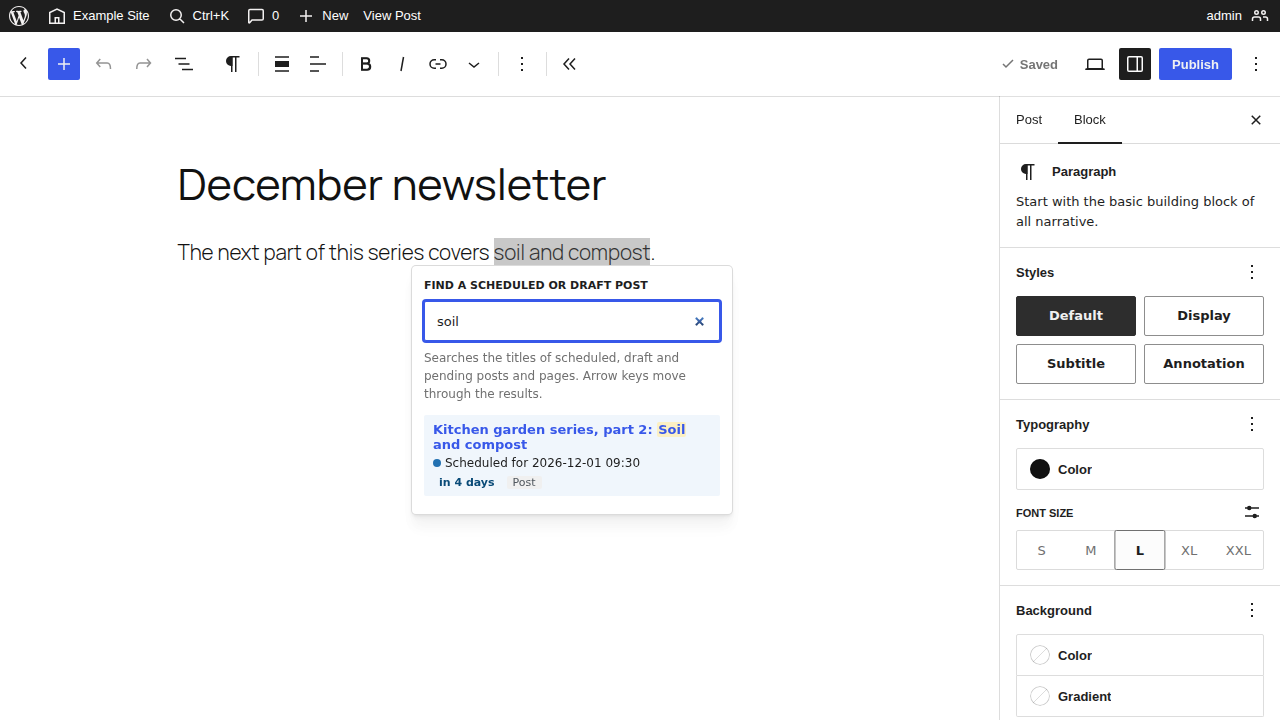 Example Site Ctrl+K 0 New View Post admin
Saved Publish
Post Block
December newsletter
The next part of this series covers soil and compost.
FIND A SCHEDULED OR DRAFT POST
soil
Searches the titles of scheduled, draft and
pending posts and pages. Arrow keys move
through the results.
Kitchen garden series, part 2: Soil
and compost
Scheduled for 2026-12-01 09:30
in 4 days Post
Paragraph
Start with the basic building block of
all narrative.
Styles
Default Display
Subtitle Annotation
Typography
Color
FONT SIZE
S M L XL XXL
Background
Color
Gradient